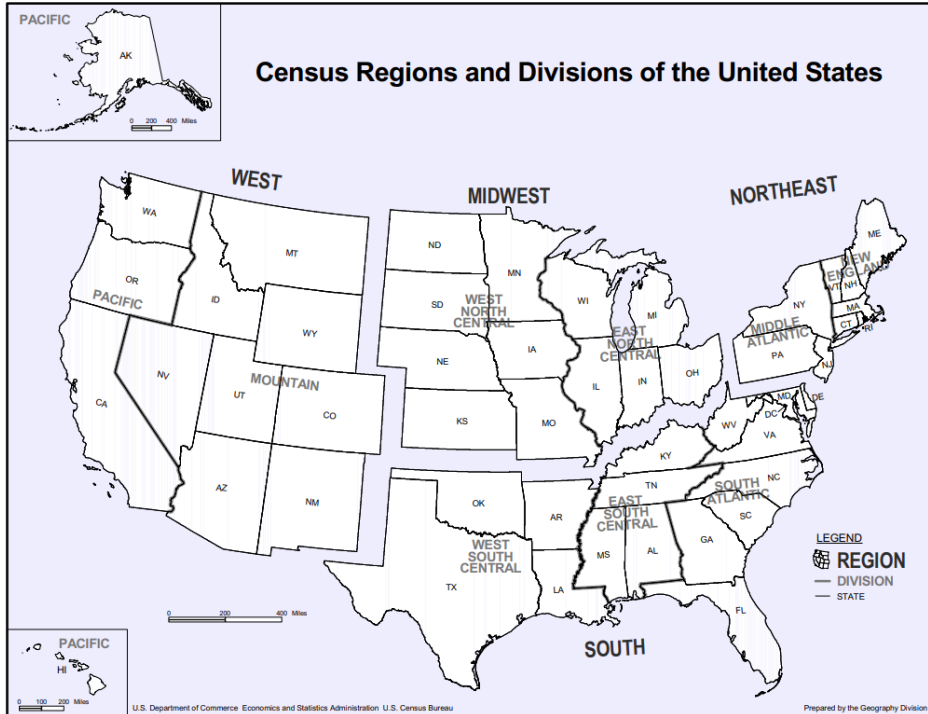 PACIFIC
AK
0 200 400 Miles
Census Regions and Divisions of the United States
WEST
MIDWEST
NORTHEAST
WA
MT
ND
MN
ME
OR
ID
SD
WI
MI
NY
VT
NH
NEW
ENGLAND
PACIFIC
WY
WEST
NORTH
CENTRAL
MA
CT
RI
MIDDLE
ATLANTIC
NE
IA
EAST
NORTH
CENTRAL
PA
NJ
NV
UT
MOUNTAIN
CO
IL
IN
OH
CA
KS
MO
WV
MD
DE
DC
VA
KY
AZ
NM
OK
AR
TN
NC
SOUTH
ATLANTIC
SC
EAST
SOUTH
CENTRAL
MS
AL
GA
WEST
SOUTH
CENTRAL
TX
LA
FL
LEGEND
REGION
DIVISION
STATE
0 200 400 Miles
SOUTH
PACIFIC
HI
0 100 200 Miles
U.S. Department of Commerce Economics and Statistics Administration U.S. Census Bureau
Prepared by the Geography Division